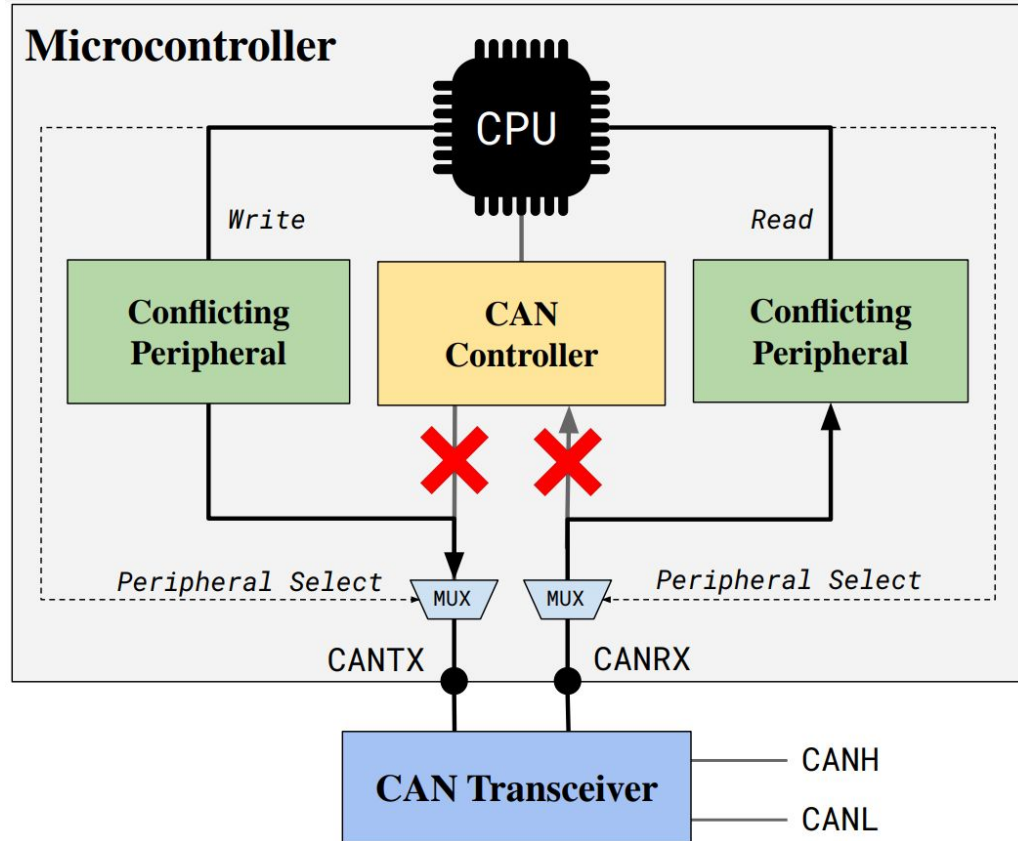 Microcontroller
CPU
Write
Read
Conflicting
Peripheral
CAN
Controller
Conflicting
Peripheral
Peripheral Select
MUX
MUX
Peripheral Select
CANTX
CANRX
CAN Transceiver
CANH
CANL